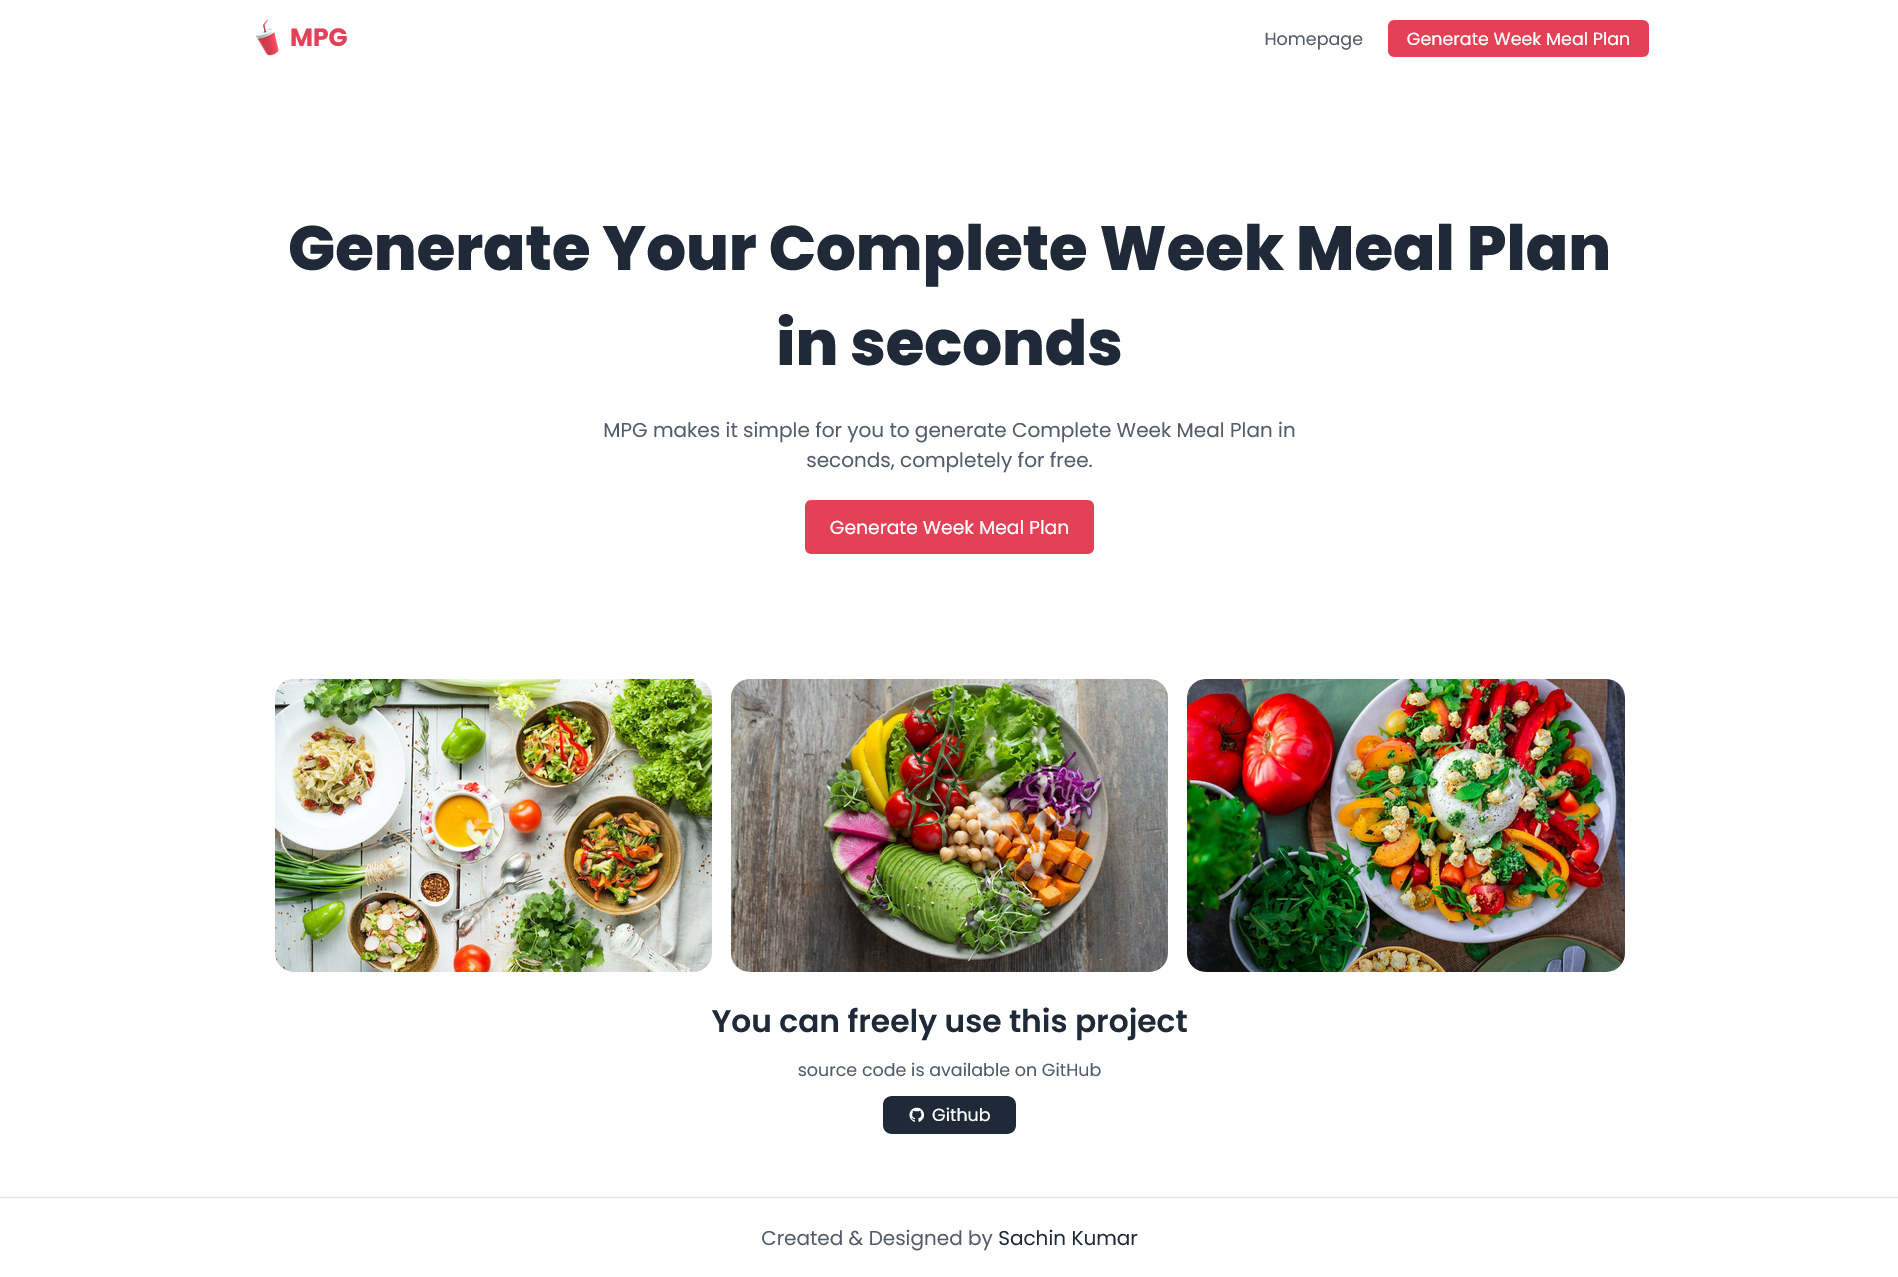 MPG
Homepage
Generate Week Meal Plan
Generate Your Complete Week Meal Plan
in seconds
MPG makes it simple for you to generate Complete Week Meal Plan in
seconds, completely for free.
Generate Week Meal Plan
You can freely use this project
source code is available on GitHub
Github
Created & Designed by Sachin Kumar